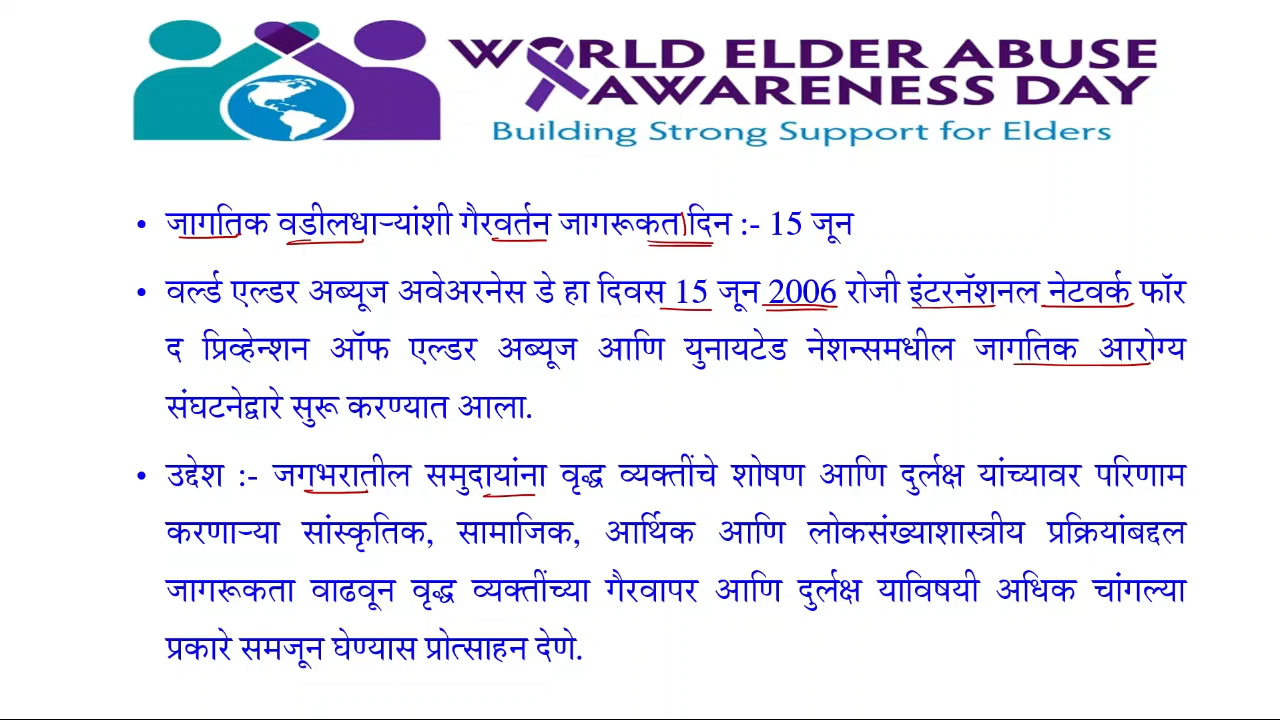 WORLD ELDER ABUSE
AWARENESS DAY
Building Strong Support for Elders
• जागतिक वडीलधाऱ्यांशी गैरवर्तन जागरूकता दिन :- 15 जून
• वर्ल्ड एल्डर अब्यूज अवेअरनेस डे हा दिवस 15 जून 2006 रोजी इंटरनॅशनल नेटवर्क फॉर
द प्रिव्हेन्शन ऑफ एल्डर अब्यूज आणि युनायटेड नेशन्समधील जागतिक आरोग्य
संघटनेद्वारे सुरू करण्यात आला.
• उद्देश :- जगभरातील समुदायांना वृद्ध व्यक्तींचे शोषण आणि दुर्लक्ष यांच्यावर परिणाम
करणाऱ्या सांस्कृतिक, सामाजिक, आर्थिक आणि लोकसंख्याशास्त्रीय प्रक्रियांबद्दल
जागरूकता वाढवून वृद्ध व्यक्तींच्या गैरवापर आणि दुर्लक्ष याविषयी अधिक चांगल्या
प्रकारे समजून घेण्यास प्रोत्साहन देणे.